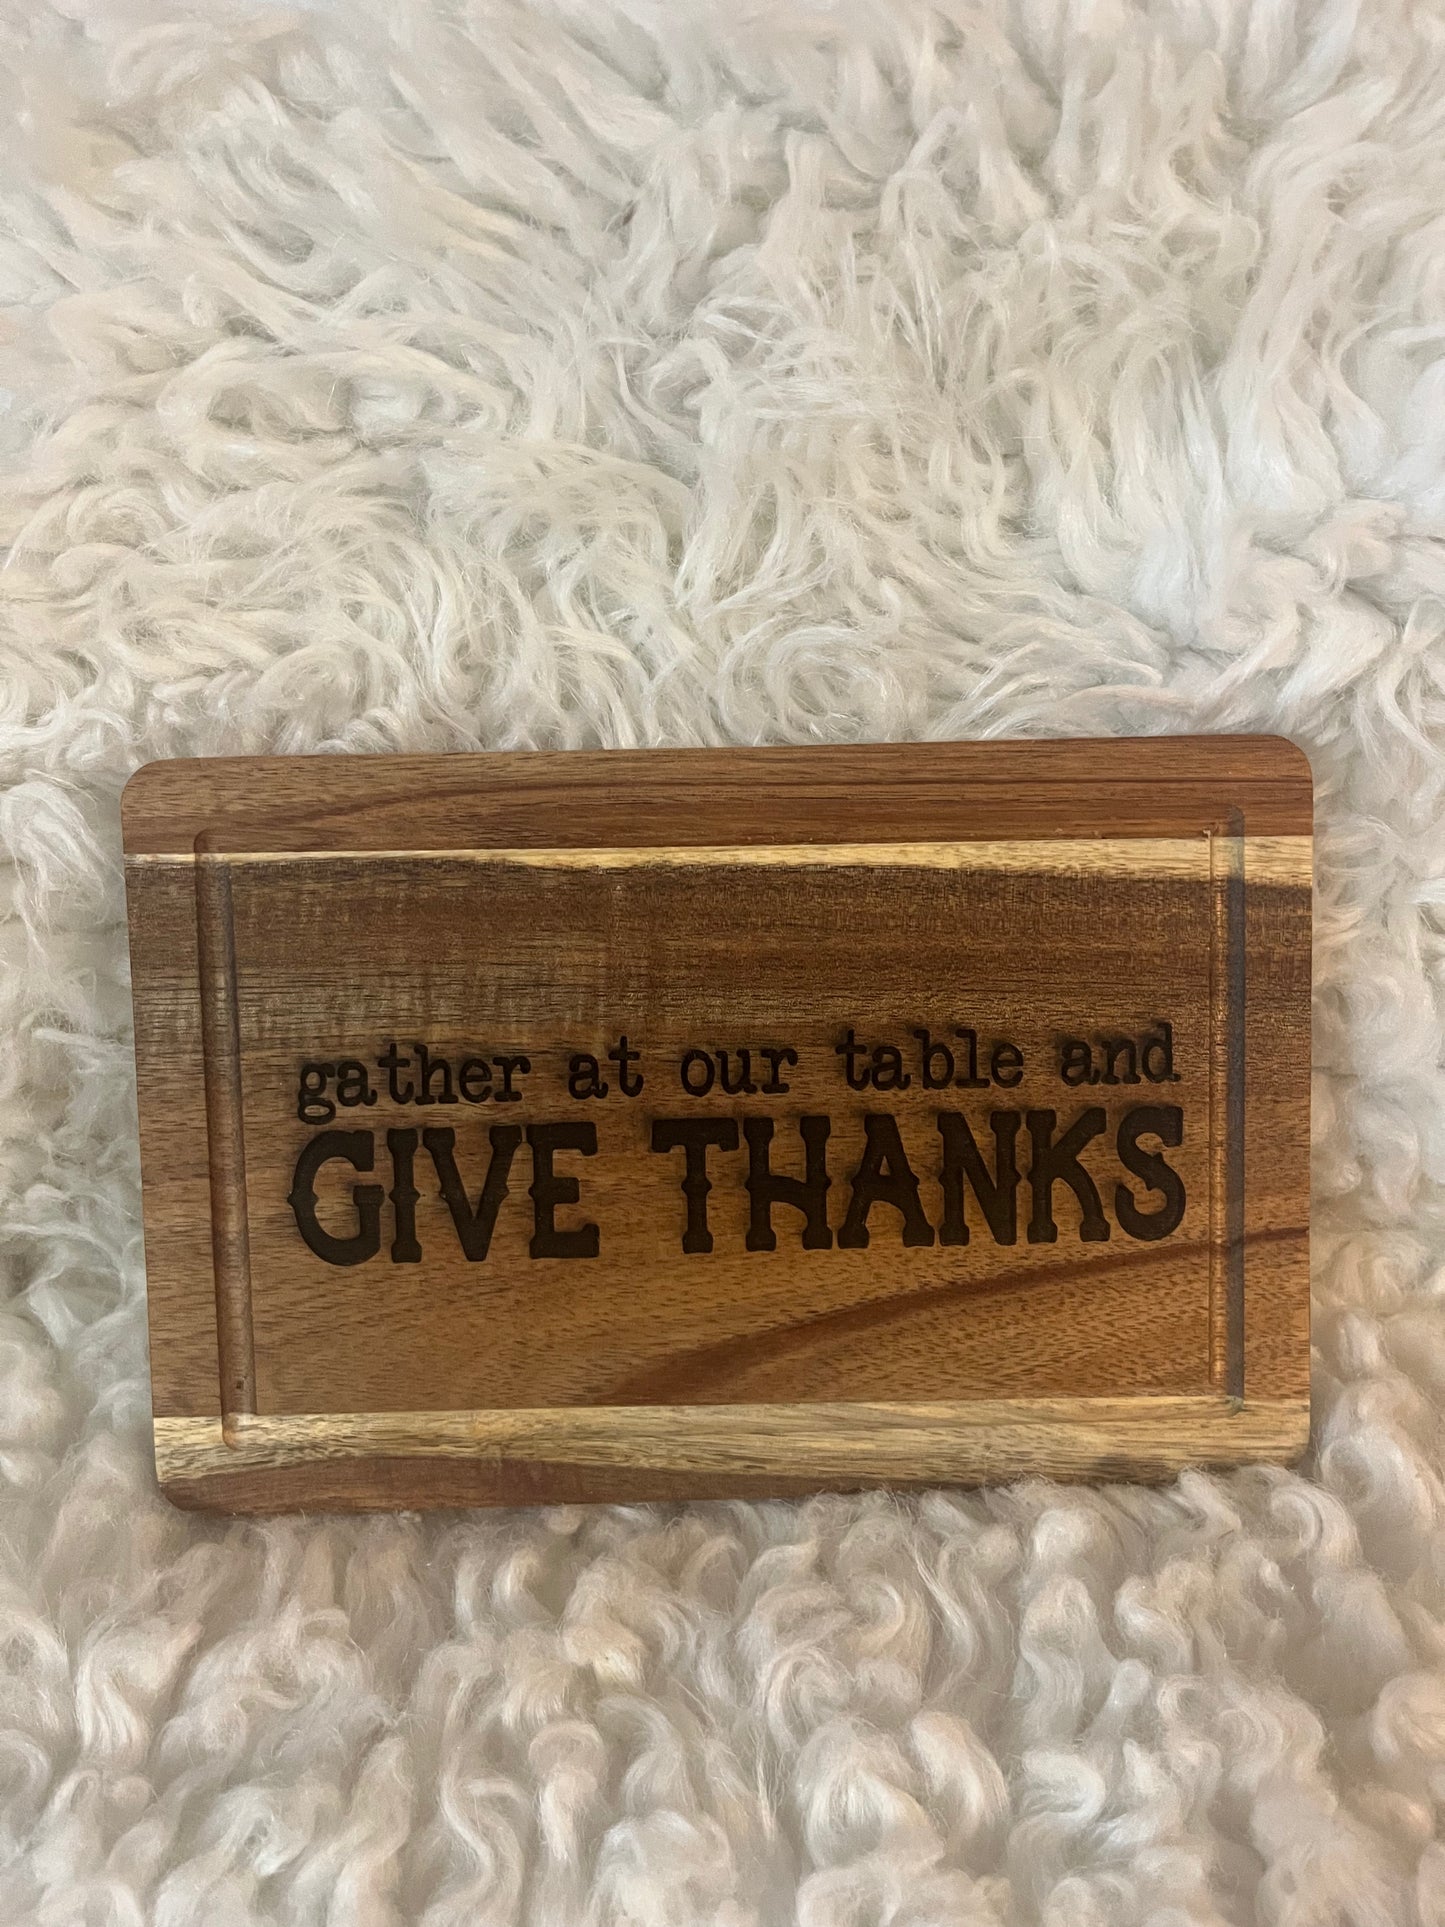 gather at our table and
GIVE THANKS